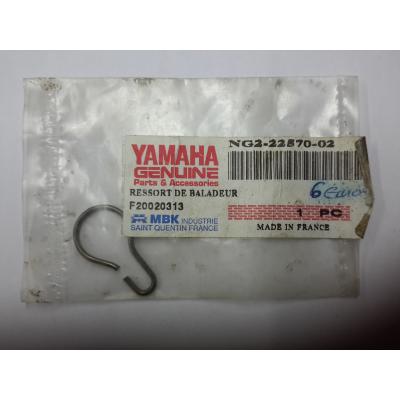 YAMAHA
GENUINE
Parts & Accessories
NG2-22570-02
RESSORT DE BALADEUR
F20020313
MBK INDUSTRIE
SAINT QUENTIN FRANCE
6 Euros
1 PC
MADE IN FRANCE